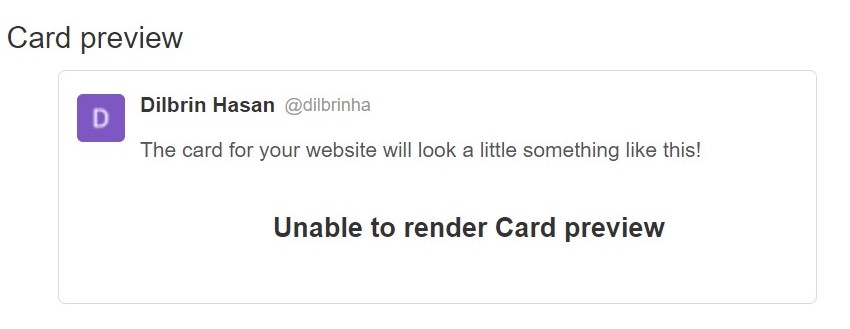 Card preview
D
Dilbrin Hasan @dilbrinha
The card for your website will look a little something like this!
Unable to render Card preview